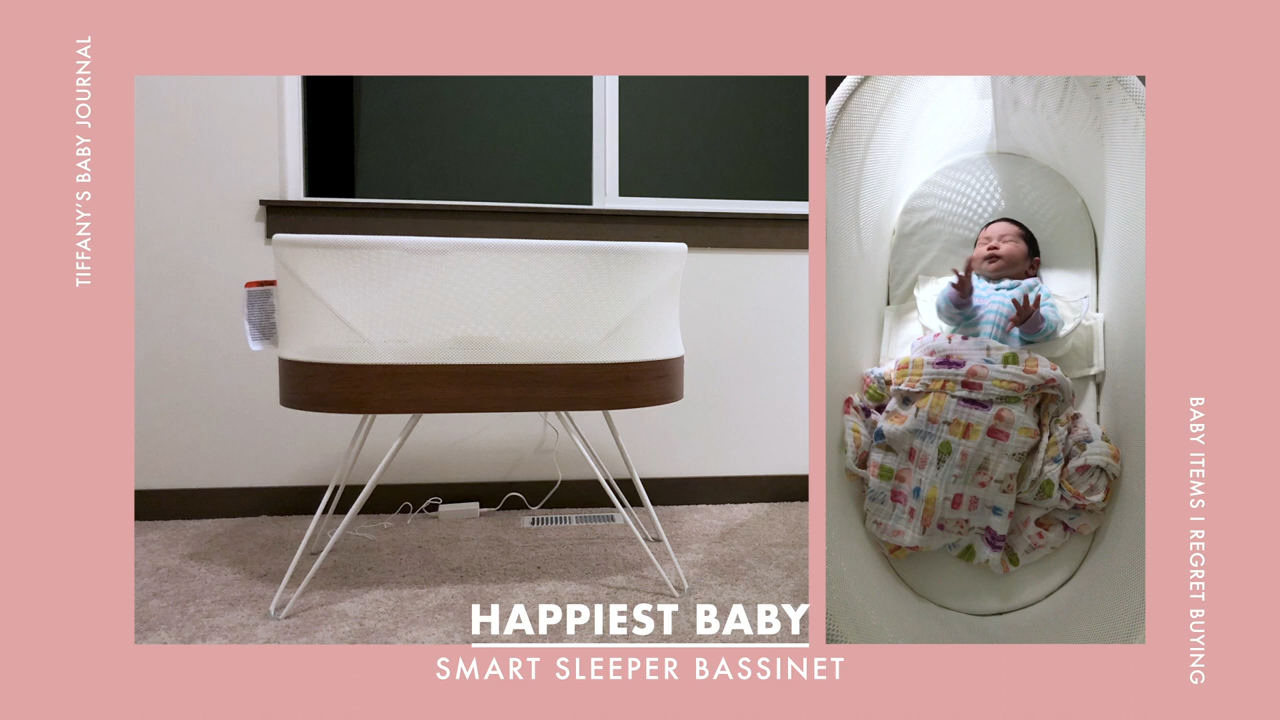 TIFFANY'S BABY JOURNAL
HAPPIEST BABY
SMART SLEEPER BASSINET
BABY ITEMS I REGRET BUYING